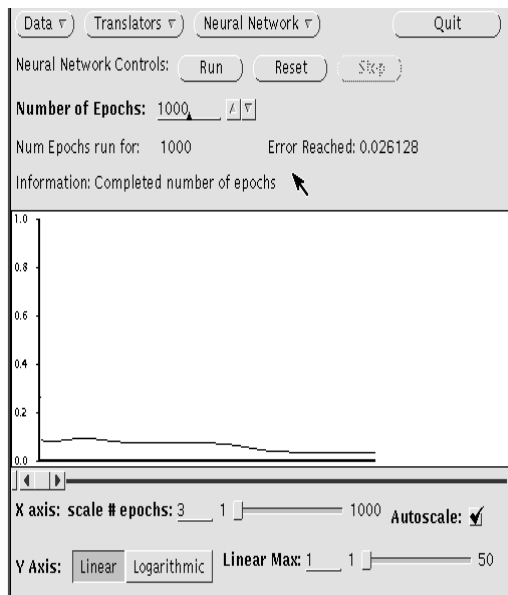 Data Translators Neural Network Quit
Neural Network Controls: Run Reset Stop
Number of Epochs: 1000
Num Epochs run for: 1000 Error Reached: 0.026128
Information: Completed number of epochs
1.0
0.8
0.6
0.4
0.2
0.0
X axis: scale # epochs: 3 1 1000 Autoscale:
Y Axis: Linear Logarithmic Linear Max: 1 1 50